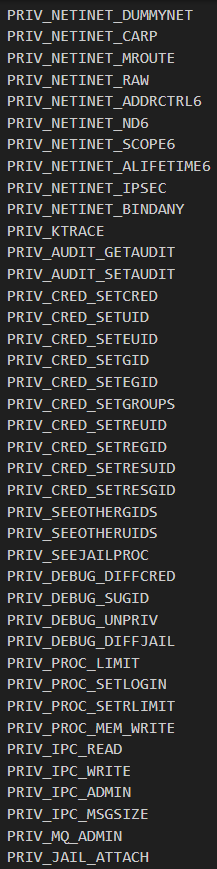 PRIV_NETINET_DUMMYNET
PRIV_NETINET_CARP
PRIV_NETINET_MROUTE
PRIV_NETINET_RAW
PRIV_NETINET_ADDRCTRL6
PRIV_NETINET_ND6
PRIV_NETINET_SCOPE6
PRIV_NETINET_ALIFETIME6
PRIV_NETINET_IPSEC
PRIV_NETINET_BINDANY
PRIV_KTRACE
PRIV_AUDIT_GETAUDIT
PRIV_AUDIT_SETAUDIT
PRIV_CRED_SETCRED
PRIV_CRED_SETUID
PRIV_CRED_SETEUID
PRIV_CRED_SETGID
PRIV_CRED_SETEGID
PRIV_CRED_SETGROUPS
PRIV_CRED_SETREUID
PRIV_CRED_SETREGID
PRIV_CRED_SETRESUID
PRIV_CRED_SETRESGID
PRIV_SEEOTHERGIDS
PRIV_SEEOTHERUIDS
PRIV_SEEJAILPROC
PRIV_DEBUG_DIFFCRED
PRIV_DEBUG_SUGID
PRIV_DEBUG_UNPRIV
PRIV_DEBUG_DIFFJAIL
PRIV_PROC_LIMIT
PRIV_PROC_SETLOGIN
PRIV_PROC_SETRLIMIT
PRIV_PROC_MEM_WRITE
PRIV_IPC_READ
PRIV_IPC_WRITE
PRIV_IPC_ADMIN
PRIV_IPC_MSGSIZE
PRIV_MQ_ADMIN
PRIV_JAIL_ATTACH